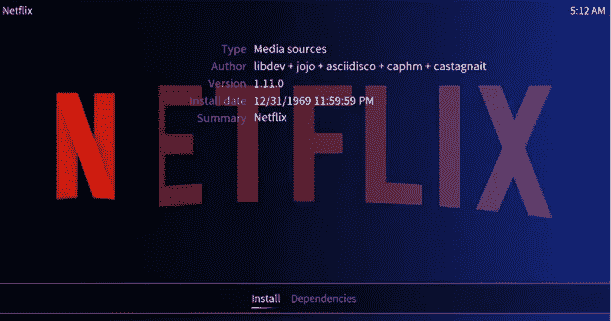 Netflix 5:12 AM
Type Media sources
Author libdev + jojo + asciidisco + caphm + castagnait
Version 1.11.0
Install date 12/31/1969 11:59:59 PM
Summary Netflix
NETFLIX
Install Dependencies